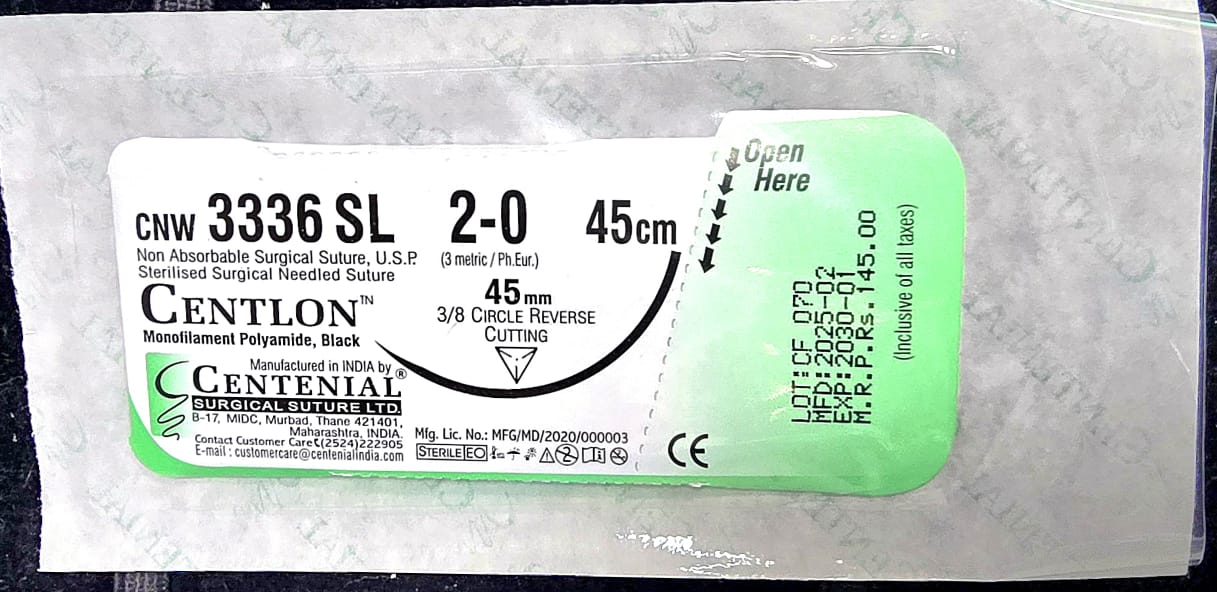 CNW 3336 SL 2-0 45cm
Non Absorbable Surgical Suture, U.S.P. (3 metric / Ph.Eur.)
Sterilised Surgical Needled Suture
CENTLON™
Monofilament Polyamide, Black
45mm
3/8 CIRCLE REVERSE
CUTTING
Manufactured in INDIA by
CENTENIAL®
SURGICAL SUTURE LTD.
B-17, MIDC, Murbad, Thane 421401,
Maharashtra, INDIA.
Contact Customer Care (2524)222905
E-mail : customercare@centenialindia.com
Mfg. Lic. No.: MFG/MD/2020/000003
STERILE EO
2
CE
Open
Here
LOT:CF 070
MFD:2025-02
EXP:2030-01
M.R.P.Rs.145.00
(Inclusive of all taxes)